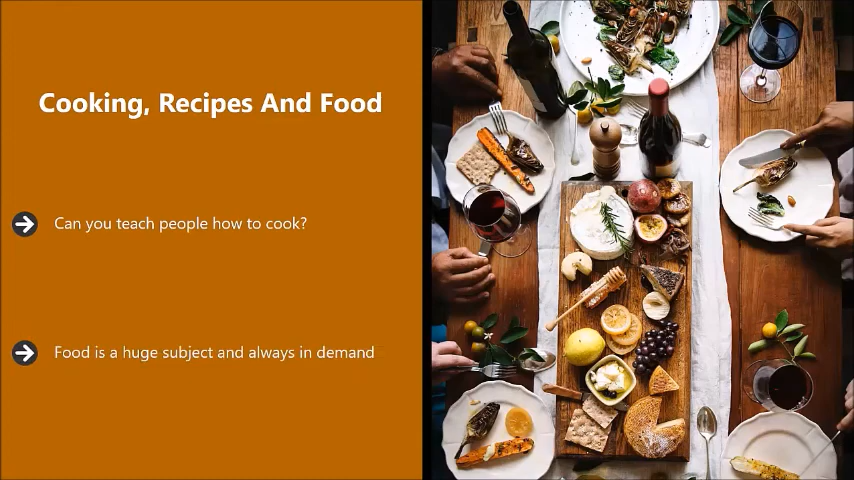 Cooking, Recipes And Food
Can you teach people how to cook?
Food is a huge subject and always in demand